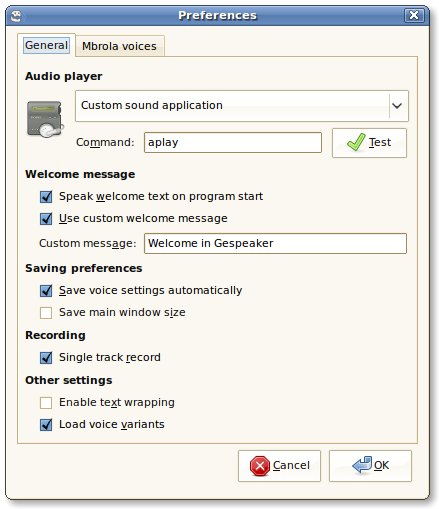 Preferences
General
Mbrola voices
Audio player
Custom sound application
Command: aplay Test
Welcome message
Speak welcome text on program start
Use custom welcome message
Custom message: Welcome in Gespeaker
Saving preferences
Save voice settings automatically
Save main window size
Recording
Single track record
Other settings
Enable text wrapping
Load voice variants
Cancel OK